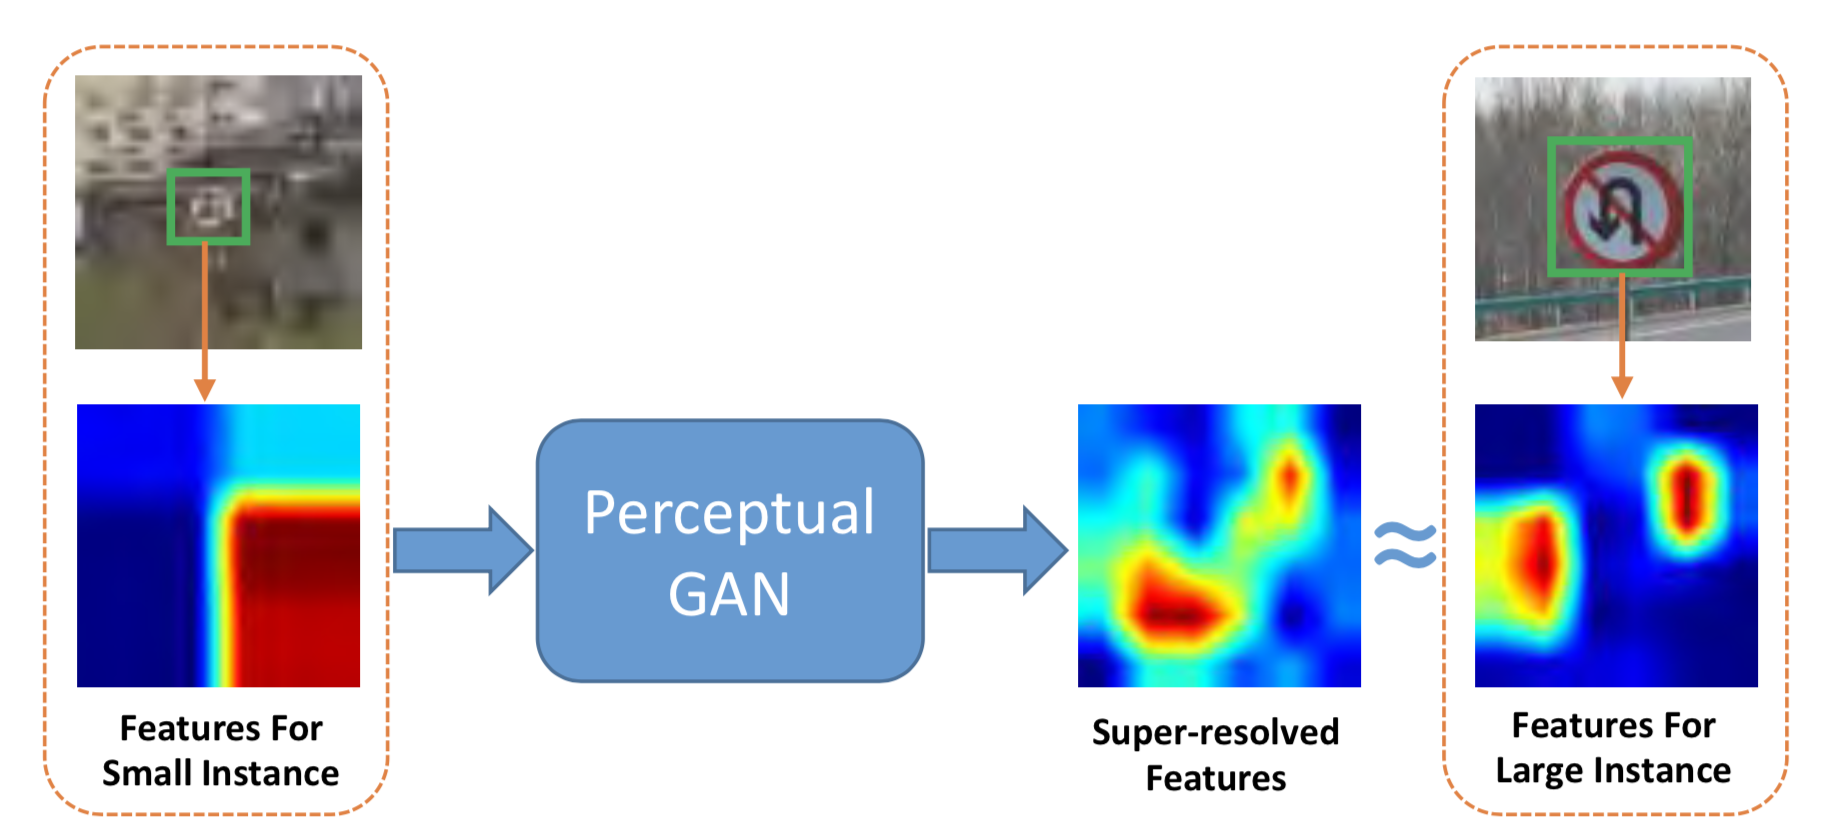 Features For
Small Instance
Perceptual
GAN
Super-resolved
Features
Features For
Large Instance